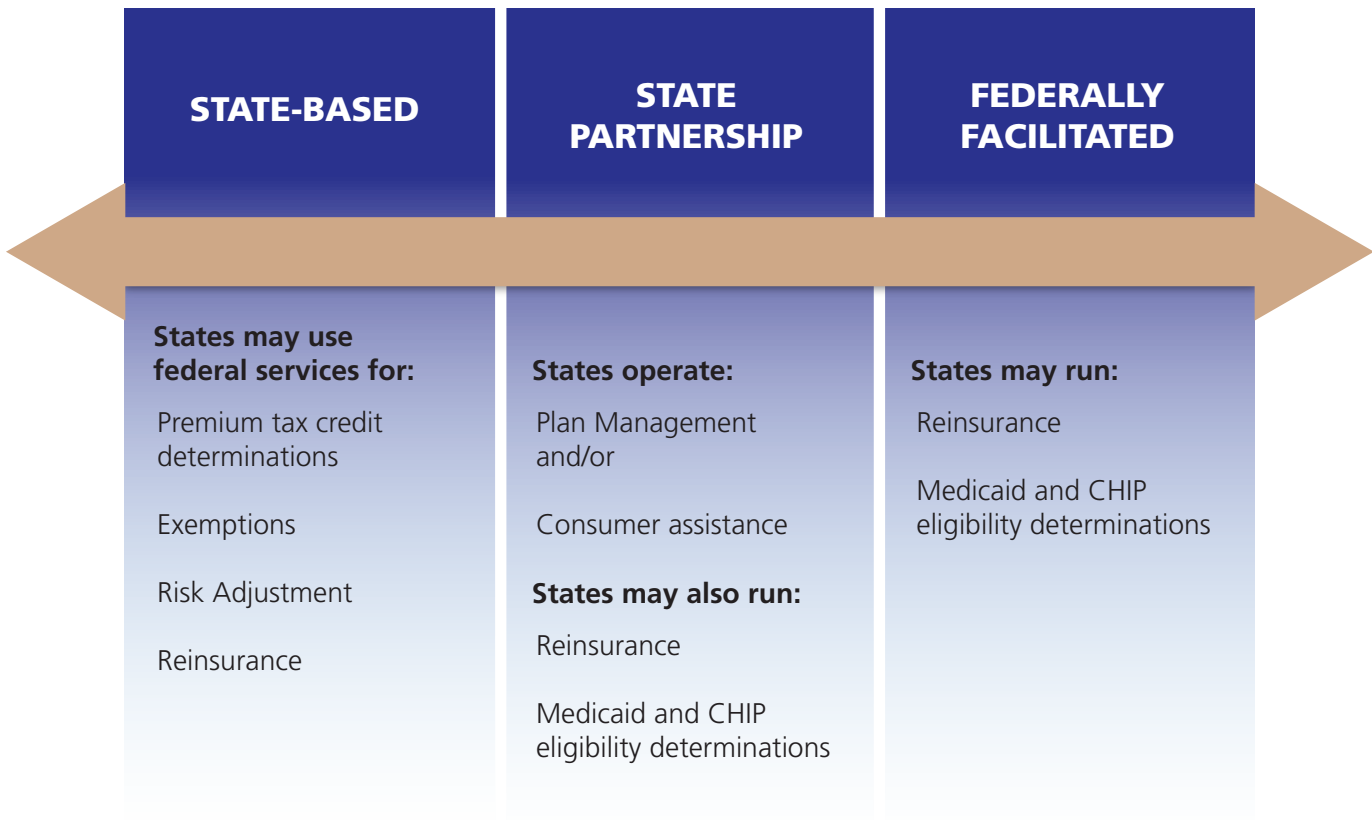 STATE-BASED
States may use
federal services for:
Premium tax credit
determinations
Exemptions
Risk Adjustment
Reinsurance
STATE
PARTNERSHIP
States operate:
Plan Management
and/or
Consumer assistance
States may also run:
Reinsurance
Medicaid and CHIP
eligibility determinations
FEDERALLY
FACILITATED
States may run:
Reinsurance
Medicaid and CHIP
eligibility determinations